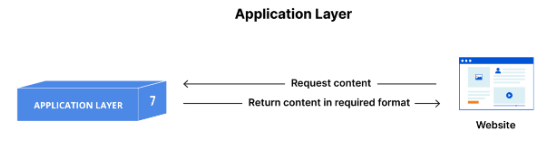 Application Layer
Request content
APPLICATION LAYER 7
Return content in required format
Website